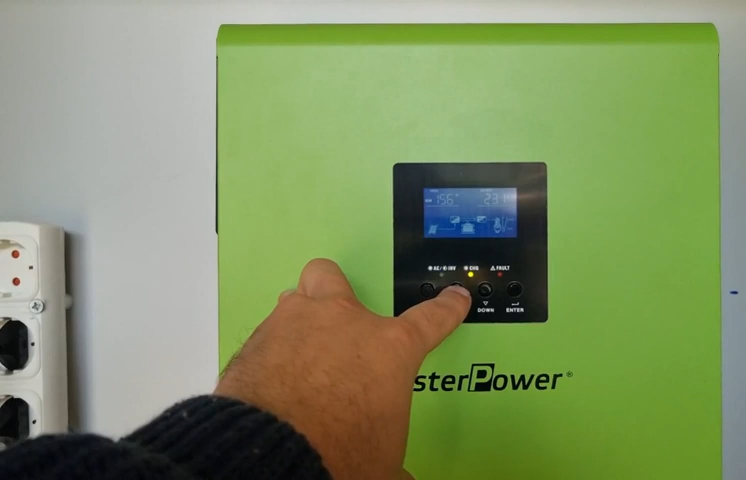 156
231
AC/ INV CHG FAULT
DOWN ENTER
sterPower®